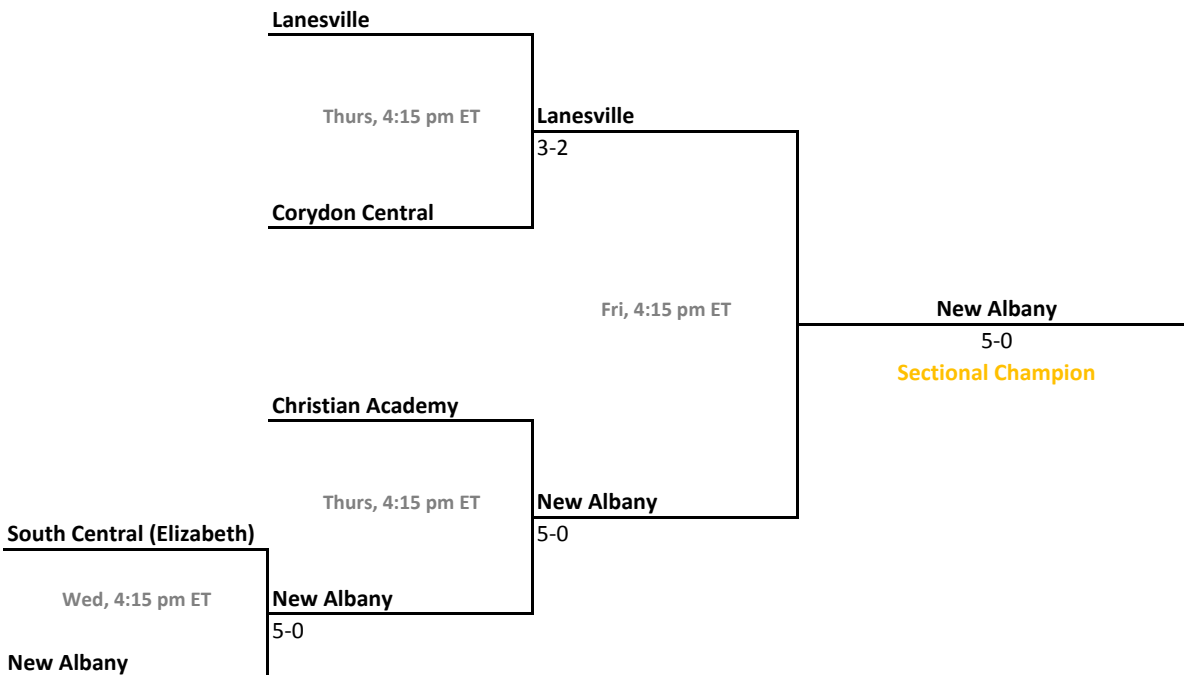 Lanesville
Thurs, 4:15 pm ET
Lanesville
3-2
Corydon Central
Fri, 4:15 pm ET
New Albany
5-0
Sectional Champion
Christian Academy
Thurs, 4:15 pm ET
New Albany
5-0
South Central (Elizabeth)
Wed, 4:15 pm ET
New Albany
5-0
New Albany